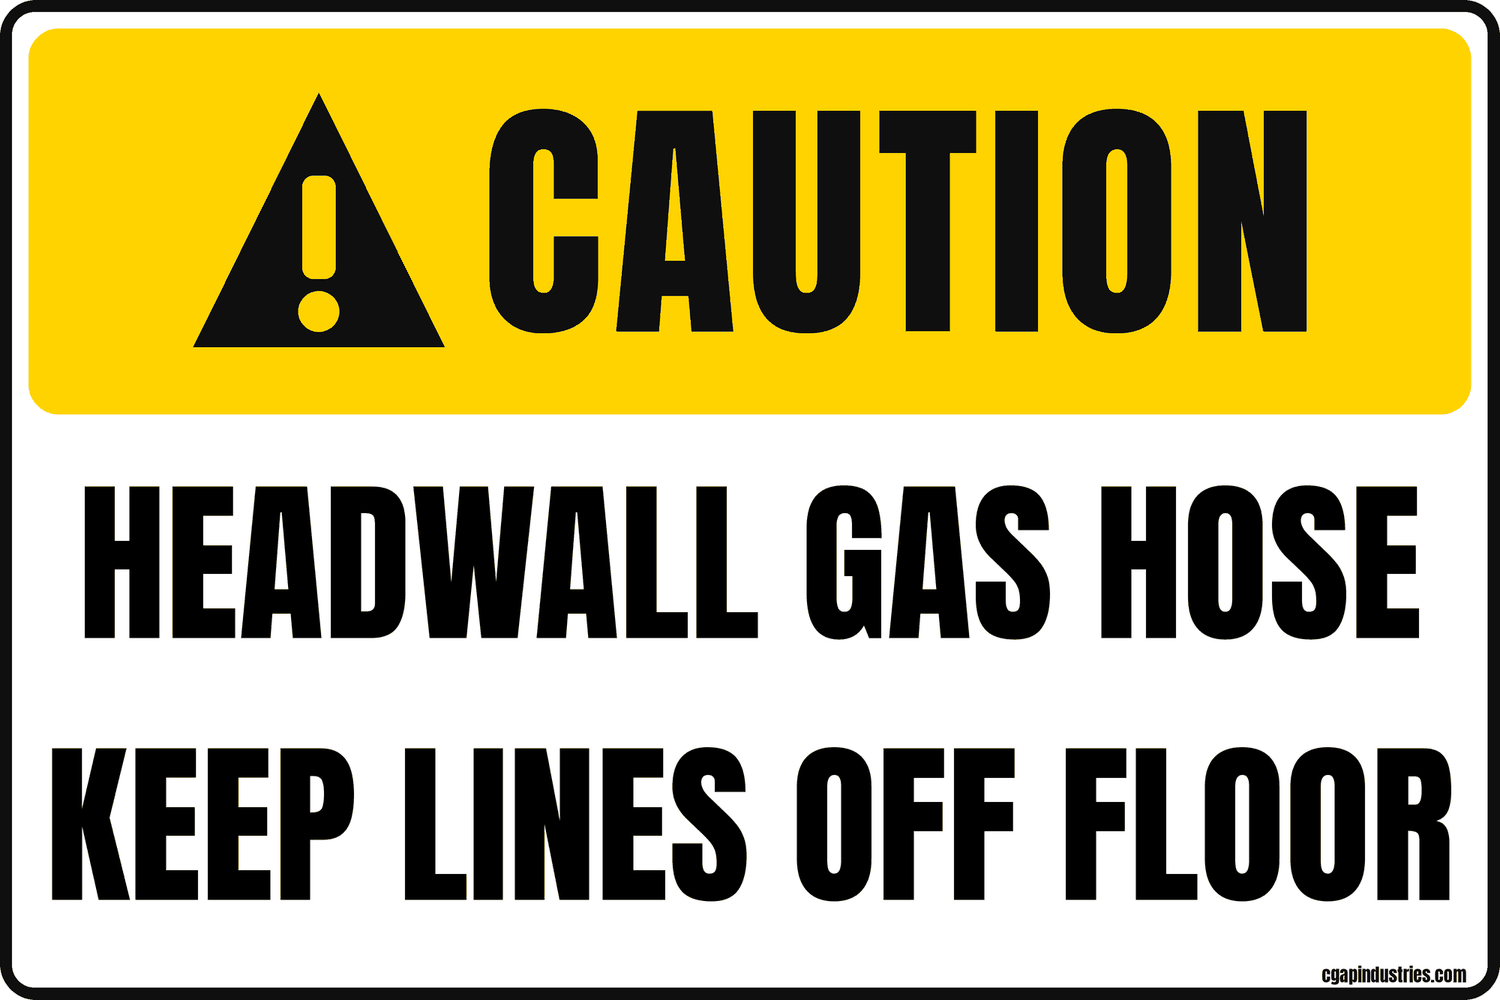 CAUTION
HEADWALL GAS HOSE
KEEP LINES OFF FLOOR
cgapindustries.com